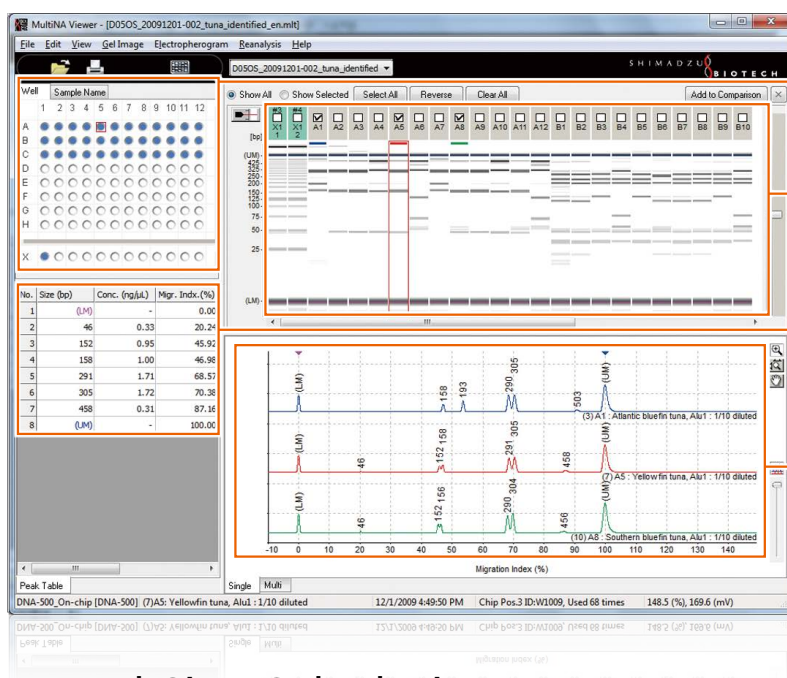 MultiNA Viewer - [D05OS_20091201-002_tuna_identified_en.mlt]
File Edit View Gel Image Electropherogram Reanalysis Help
D05OS_20091201-002_tuna_identified
SHIMADZU
BIOTECH
Well Sample Name
1 2 3 4 5 6 7 8 9 10 11 12
A
B
C
D
E
F
G
H
X
Show All Show Selected Select All Reverse Clear All Add to Comparison
#3 #4
X1 X1 A1 A2 A3 A4 A5 A6 A7 A8 A9 A10 A11 A12 B1 B2 B3 B4 B5 B6 B7 B8 B9 B10
1 2
[bp]
(UM)
425
325
250
200
150
125
100
75
50
25
(LM)
No. Size (bp) Conc. (ng/µL) Migr. Indx.(%)
1 (LM) - 0.00
2 46 0.33 20.24
3 152 0.95 45.92
4 158 1.00 46.98
5 291 1.71 68.57
6 305 1.72 70.38
7 458 0.31 87.16
8 (UM) - 100.00
(LM) 158 193 290 305 503 (UM)
(3) A1 : Atlantic bluefin tuna, Alu1 : 1/10 diluted
(LM) 46 152 158 291 305 458 (UM)
(7) A5 : Yellowfin tuna, Alu1 : 1/10 diluted
(LM) 46 152 156 290 304 456 (UM)
(10) A8 : Southern bluefin tuna, Alu1 : 1/10 diluted
-10 0 10 20 30 40 50 60 70 80 90 100 110 120 130 140
Migration Index (%)
Peak Table
Single Multi
DNA-500_On-chip [DNA-500] (7)A5: Yellowfin tuna, Alu1 : 1/10 diluted 12/1/2009 4:49:50 PM Chip Pos.3 ID:W1009, Used 68 times 148.5 (%), 169.6 (mV)